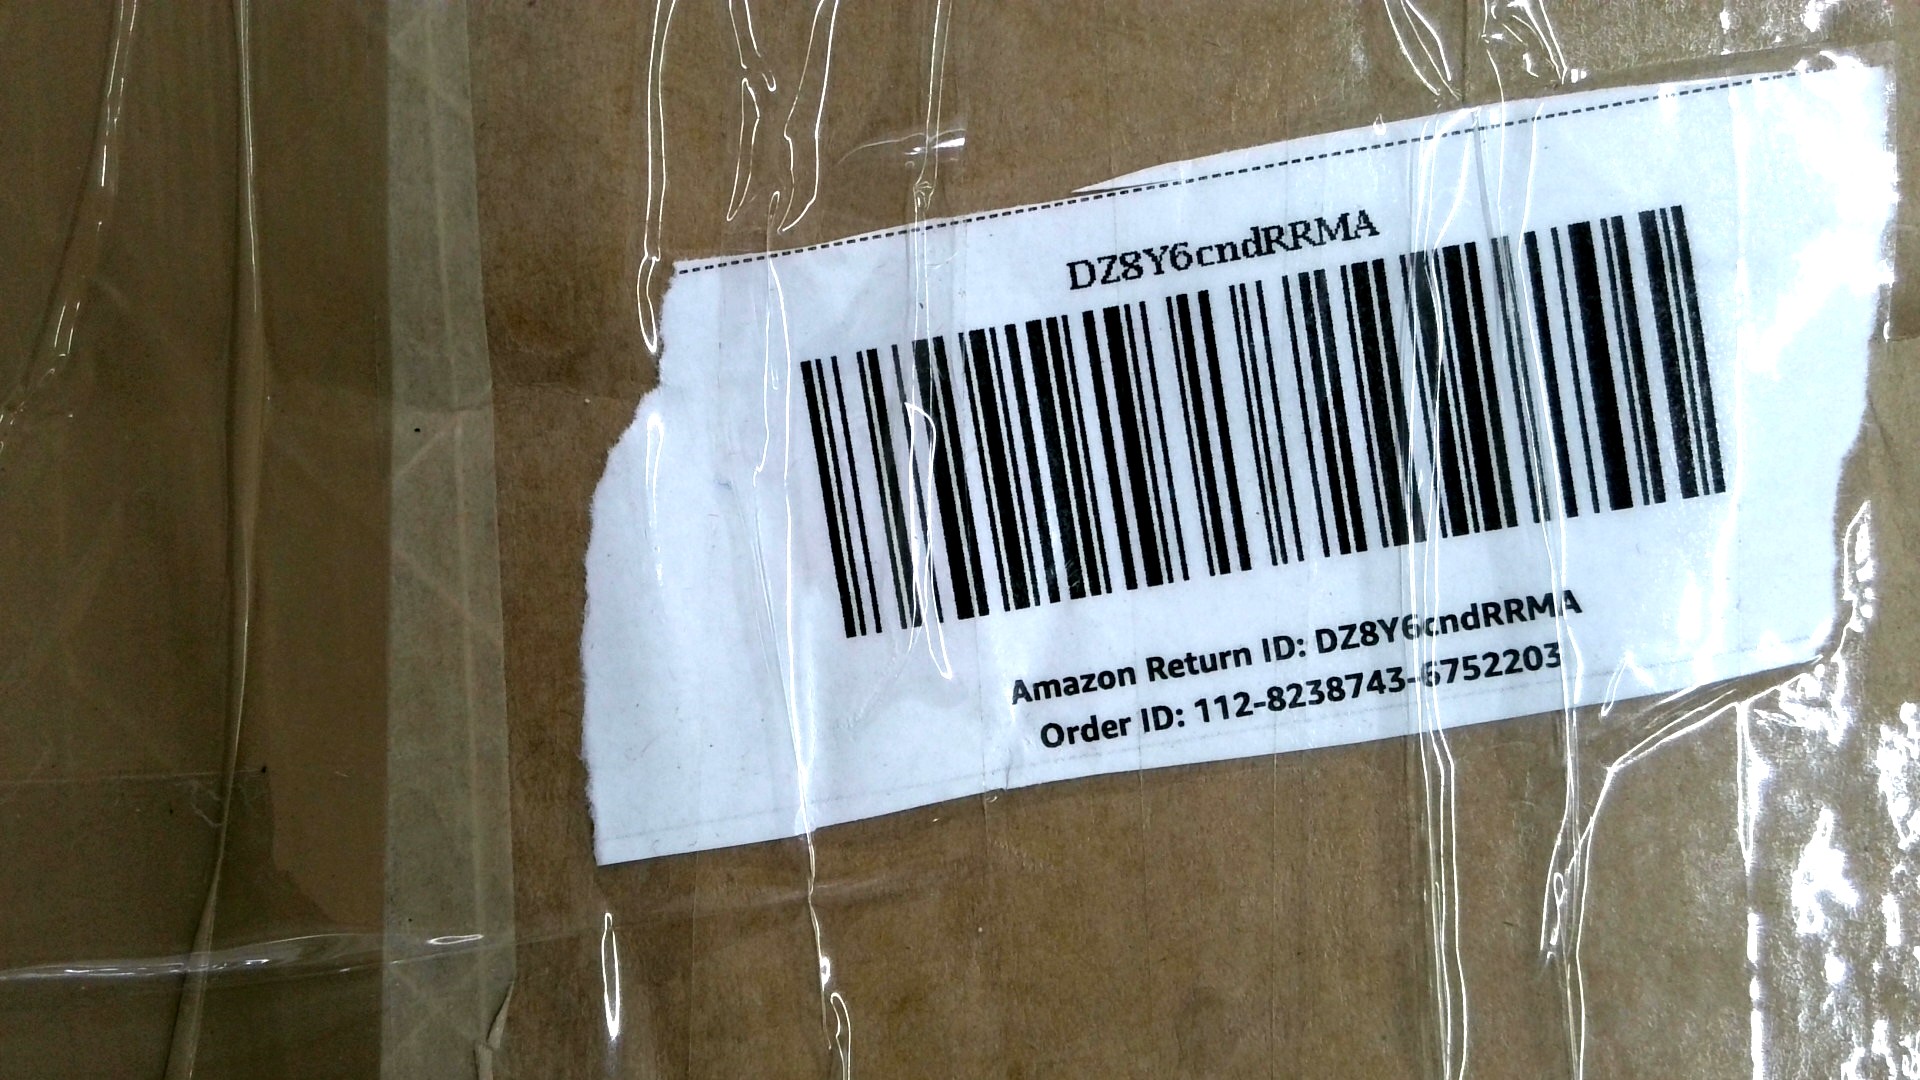 DZ8Y6cndRRMA
Amazon Return ID: DZ8Y6cndRRMA
Order ID: 112-8238743-6752203